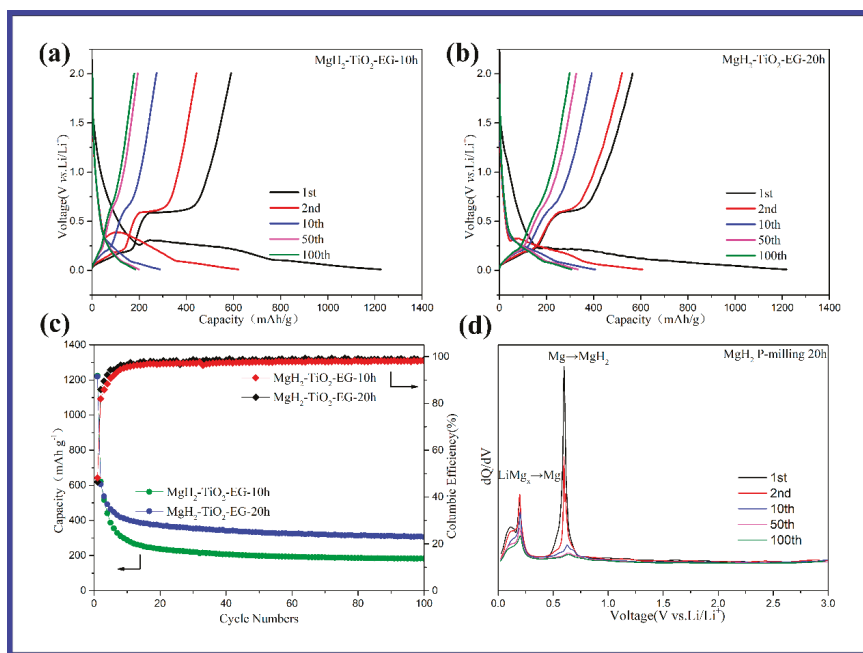 (a)
MgH2-TiO2-EG-10h
2.0
1.5
1.0
0.5
0.0
Voltage(V vs.Li/Li+)
1st
2nd
10th
50th
100th
0 200 400 600 800 1000 1200 1400
Capacity (mAh/g)
(b)
MgH2-TiO2-EG-20h
2.0
1.5
1.0
0.5
0.0
Voltage(V vs.Li/Li+)
1st
2nd
10th
50th
100th
0 200 400 600 800 1000 1200 1400
Capacity (mAh/g)
(c)
1400
1200
1000
800
600
400
200
0
Capacity (mAh g-1)
MgH2-TiO2-EG-10h
MgH2-TiO2-EG-20h
MgH2-TiO2-EG-10h
MgH2-TiO2-EG-20h
100
80
60
40
20
0
Columbic Efficiency(%)
0 20 40 60 80 100
Cycle Numbers
(d)
MgH2 P-milling 20h
Mg→MgH2
LiMgx→Mg
dQ/dV
1st
2nd
10th
50th
100th
0.0 0.5 1.0 1.5 2.0 2.5 3.0
Voltage(V vs.Li/Li+)